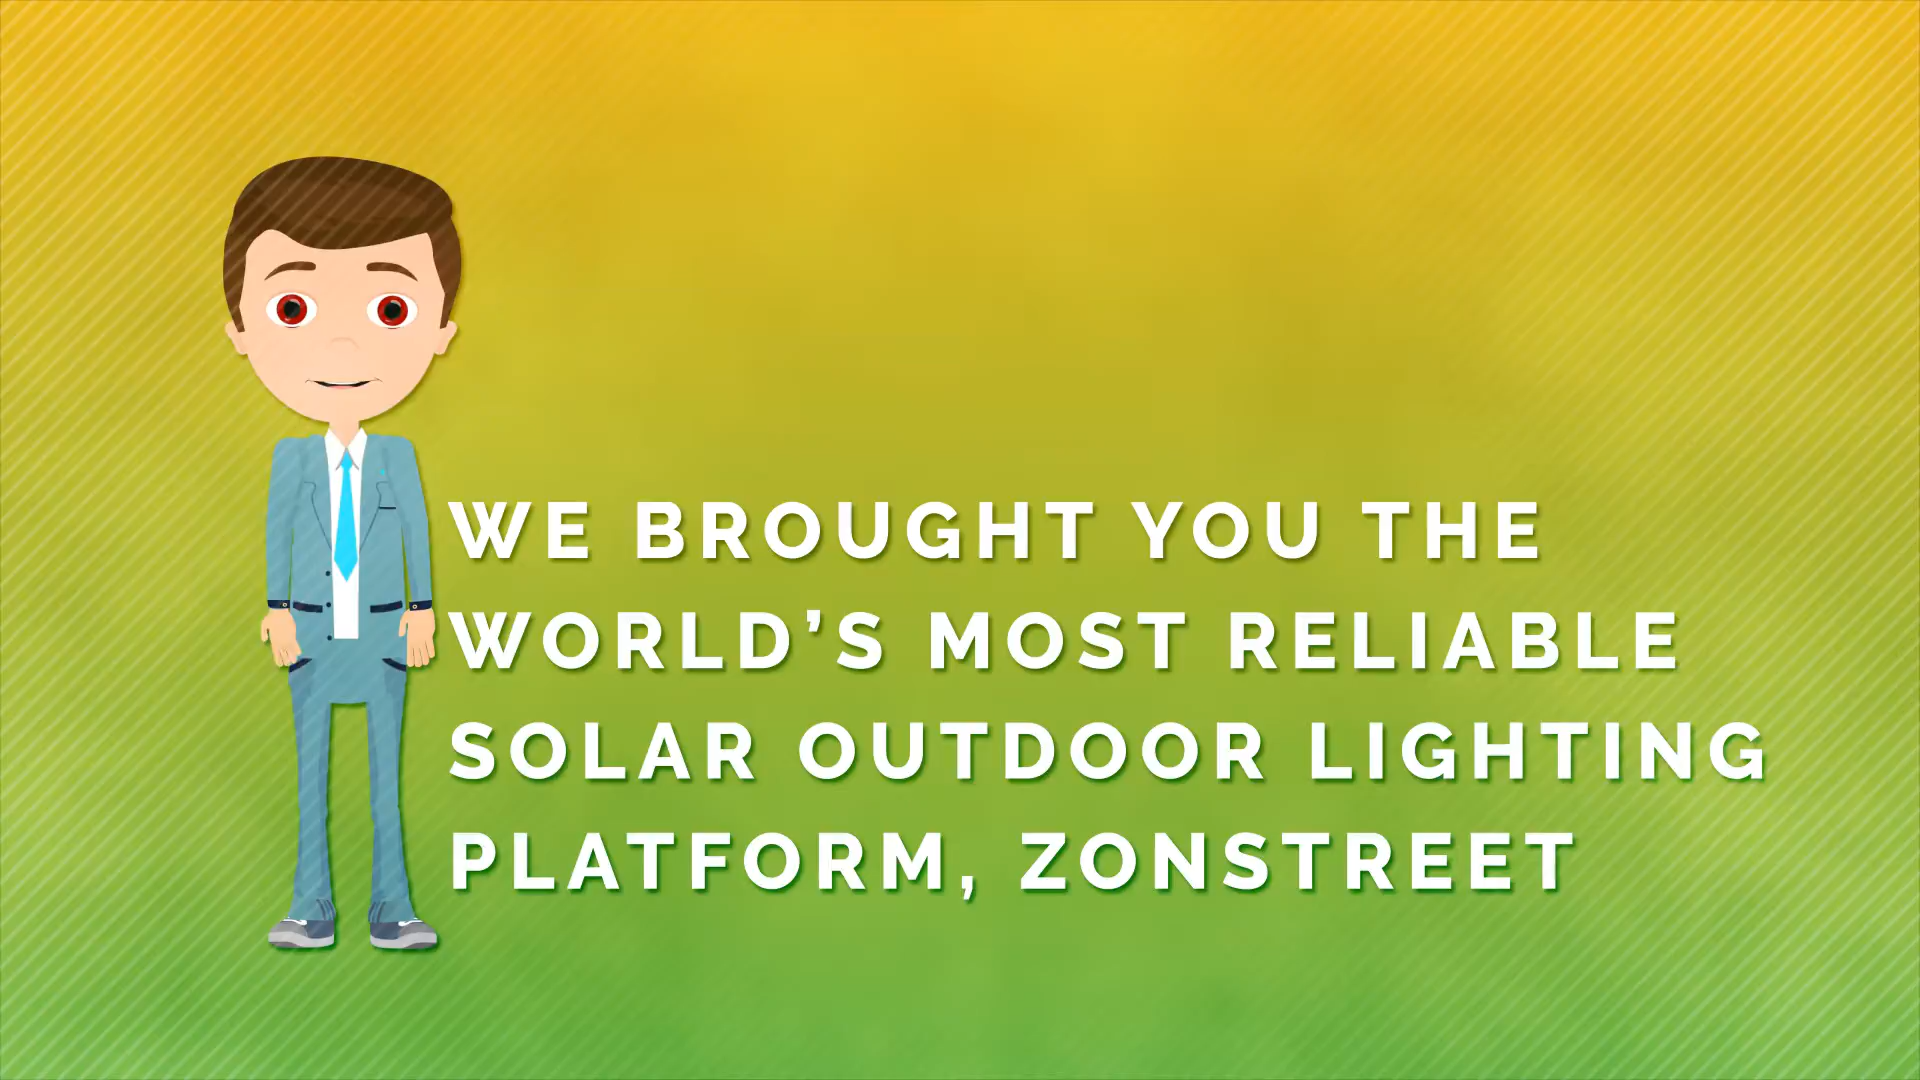 WE BROUGHT YOU THE
WORLD’S MOST RELIABLE
SOLAR OUTDOOR LIGHTING
PLATFORM, ZONSTREET